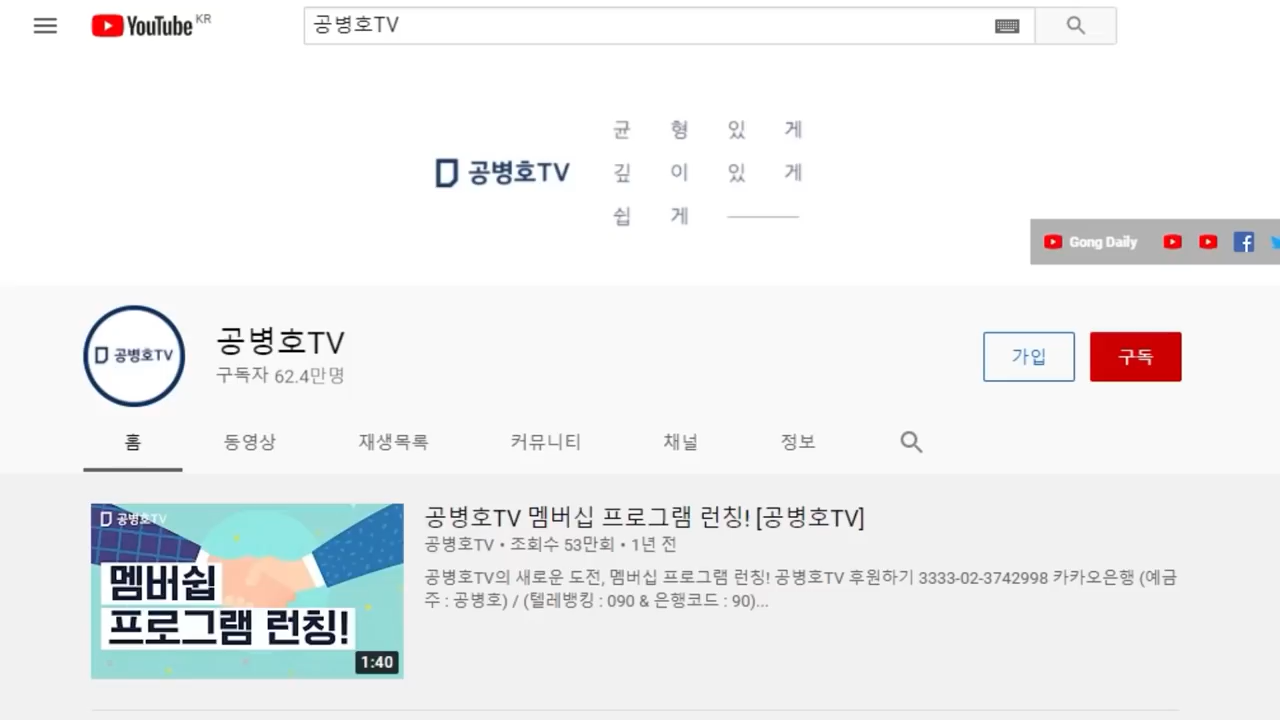 YouTube KR
공병호TV
균 형 있 게
공병호TV
깊 이 있 게
쉽 게
Gong Daily
공병호TV
공병호TV
구독자 62.4만명
가입
구독
홈
동영상
재생목록
커뮤니티
채널
정보
공병호TV
멤버쉽
프로그램 런칭!
1:40
공병호TV 멤버십 프로그램 런칭! [공병호TV]
공병호TV • 조회수 53만회 • 1년 전
공병호TV의 새로운 도전, 멤버십 프로그램 런칭! 공병호TV 후원하기 3333-02-3742998 카카오은행 (예금
주 : 공병호) / (텔레뱅킹 : 090 & 은행코드 : 90)...